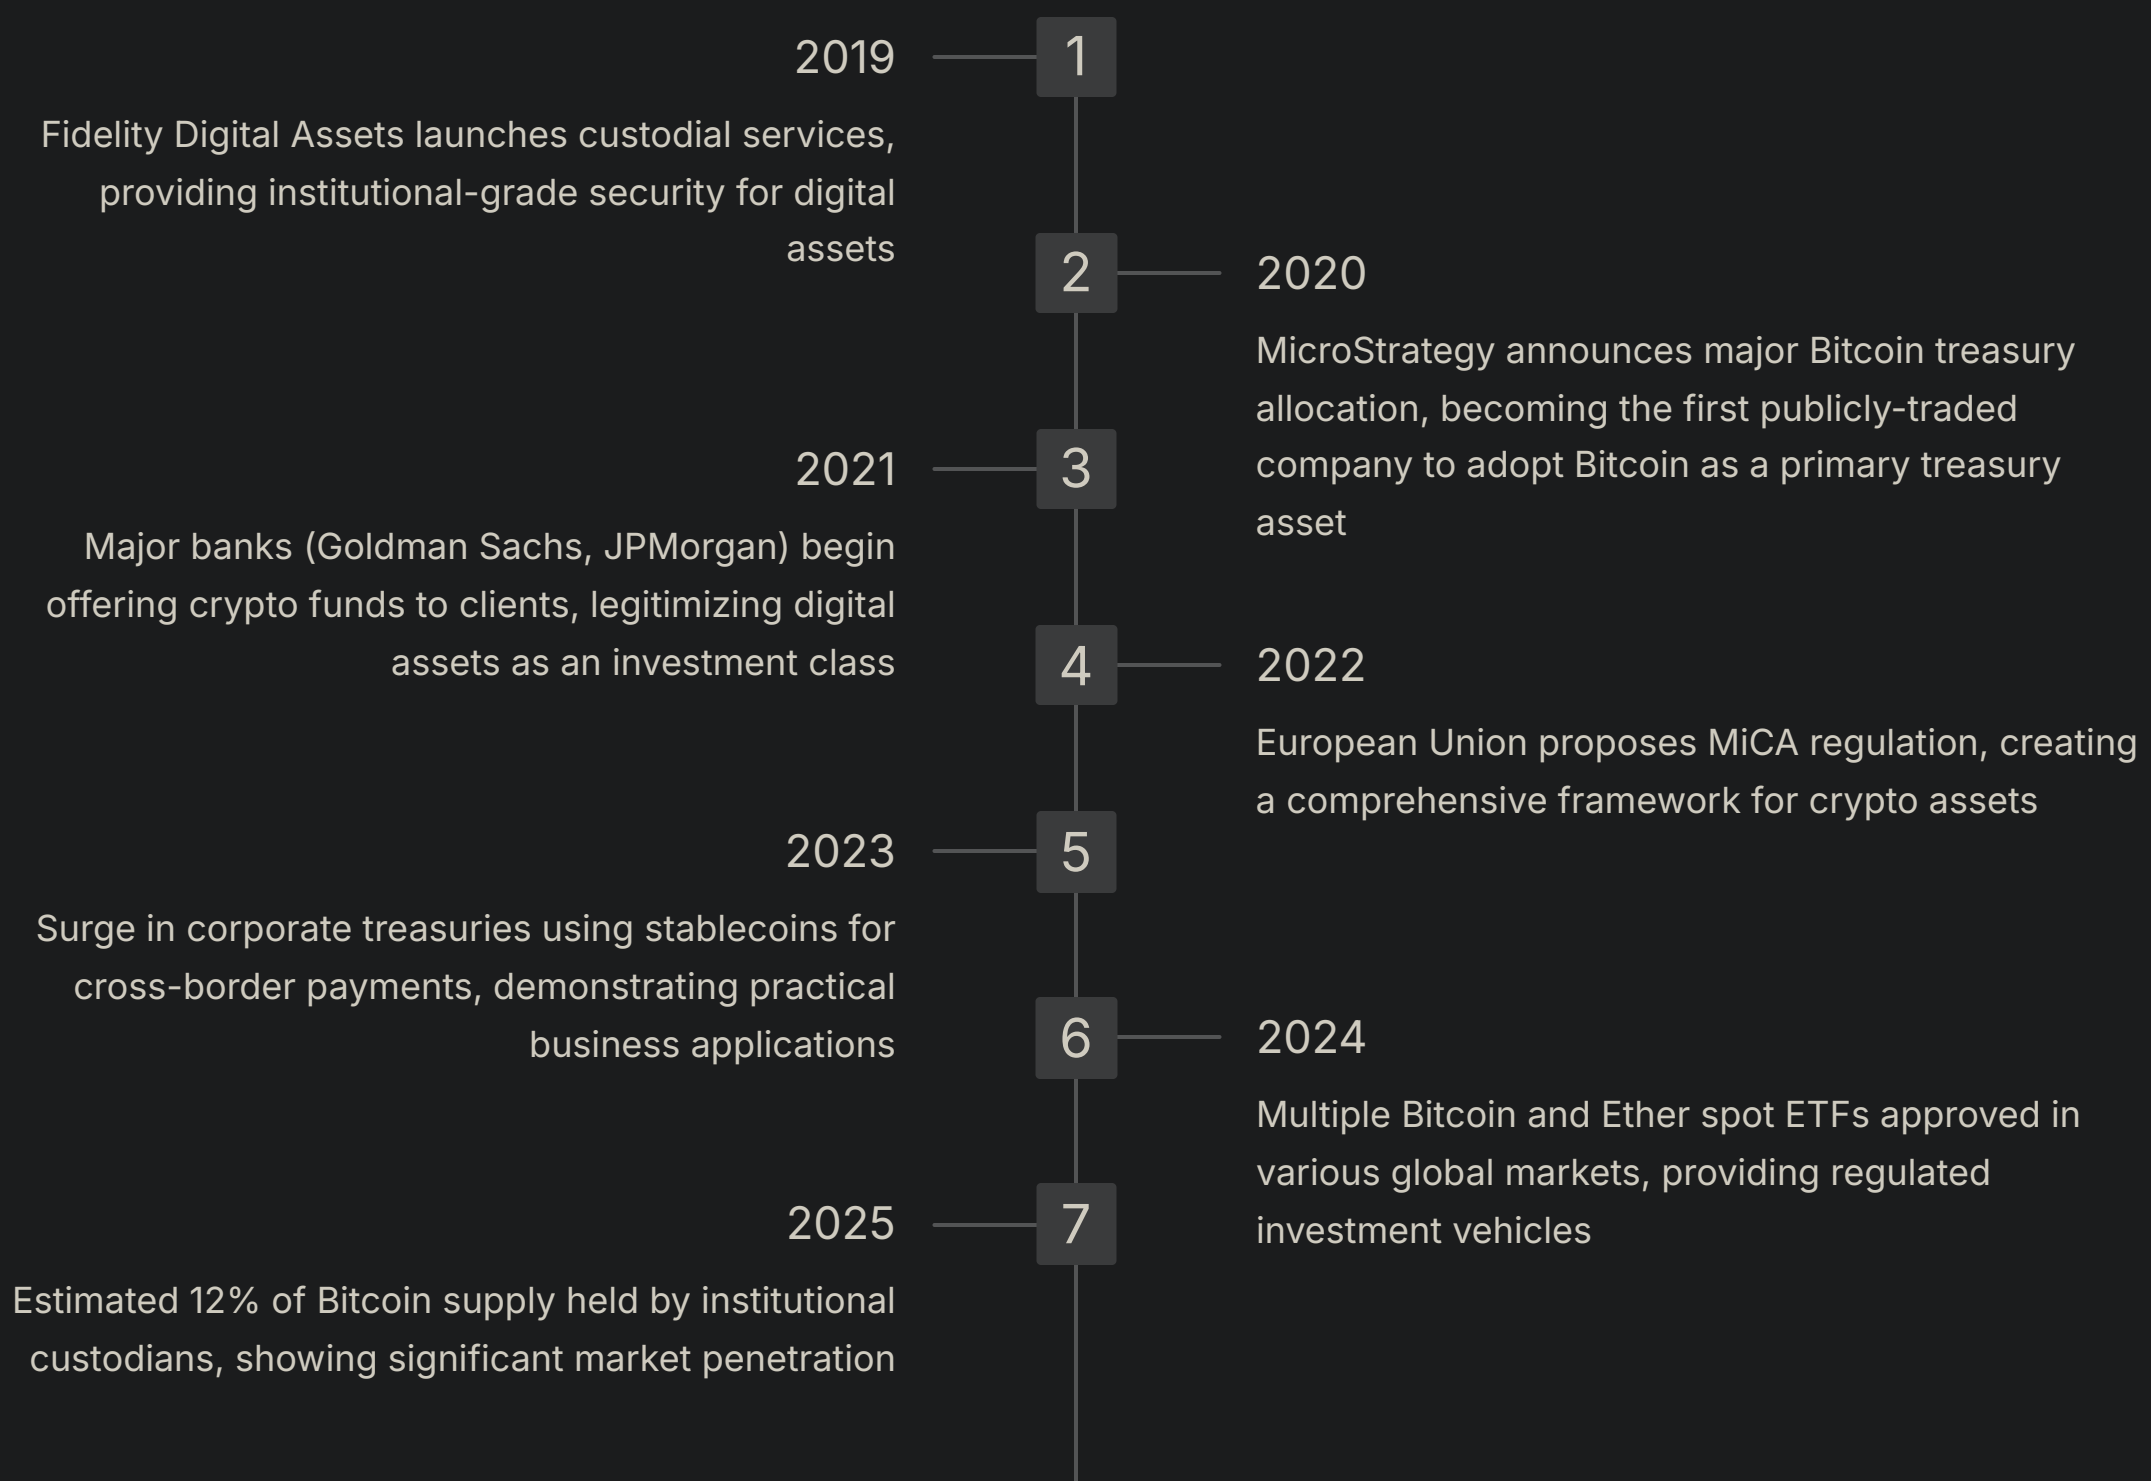 1
2019
Fidelity Digital Assets launches custodial services,
providing institutional-grade security for digital
assets
2
2020
MicroStrategy announces major Bitcoin treasury
allocation, becoming the first publicly-traded
company to adopt Bitcoin as a primary treasury
asset
3
2021
Major banks (Goldman Sachs, JPMorgan) begin
offering crypto funds to clients, legitimizing digital
assets as an investment class
4
2022
European Union proposes MiCA regulation, creating
a comprehensive framework for crypto assets
5
2023
Surge in corporate treasuries using stablecoins for
cross-border payments, demonstrating practical
business applications
6
2024
Multiple Bitcoin and Ether spot ETFs approved in
various global markets, providing regulated
investment vehicles
7
2025
Estimated 12% of Bitcoin supply held by institutional
custodians, showing significant market penetration